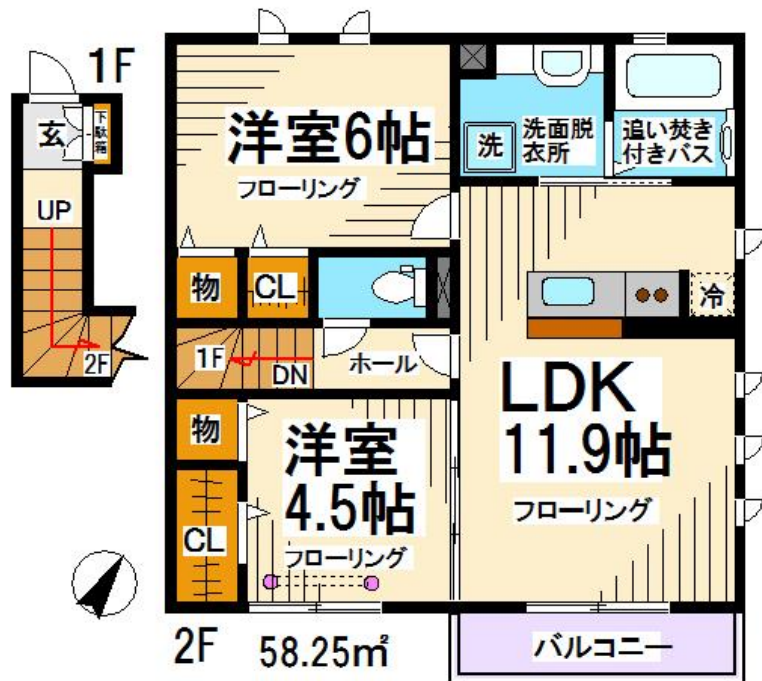 1F
玄
下駄箱
UP
2F
洋室6帖
フローリング
洗
洗面脱
衣所
追い焚き
付きバス
物
CL
冷
1F
DN
ホール
LDK
11.9帖
フローリング
物
CL
洋室
4.5帖
フローリング
2F
58.25㎡
バルコニー